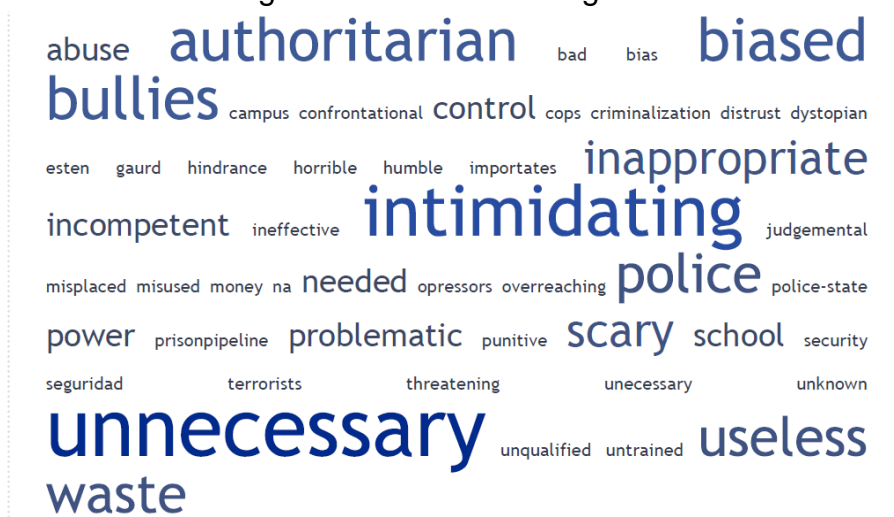 abuse authoritarian bad bias biased
bullies campus confrontational control cops criminalization distrust dystopian
esten gaurd hindrance horrible humble importates inappropriate
incompetent ineffective intimidating judgemental
misplaced misused money na needed opressors overreaching police police-state
power prisonpipeline problematic punitive scary school security
seguridad terrorists threatening unecessary unknown
unnecessary unqualified untrained useless
waste